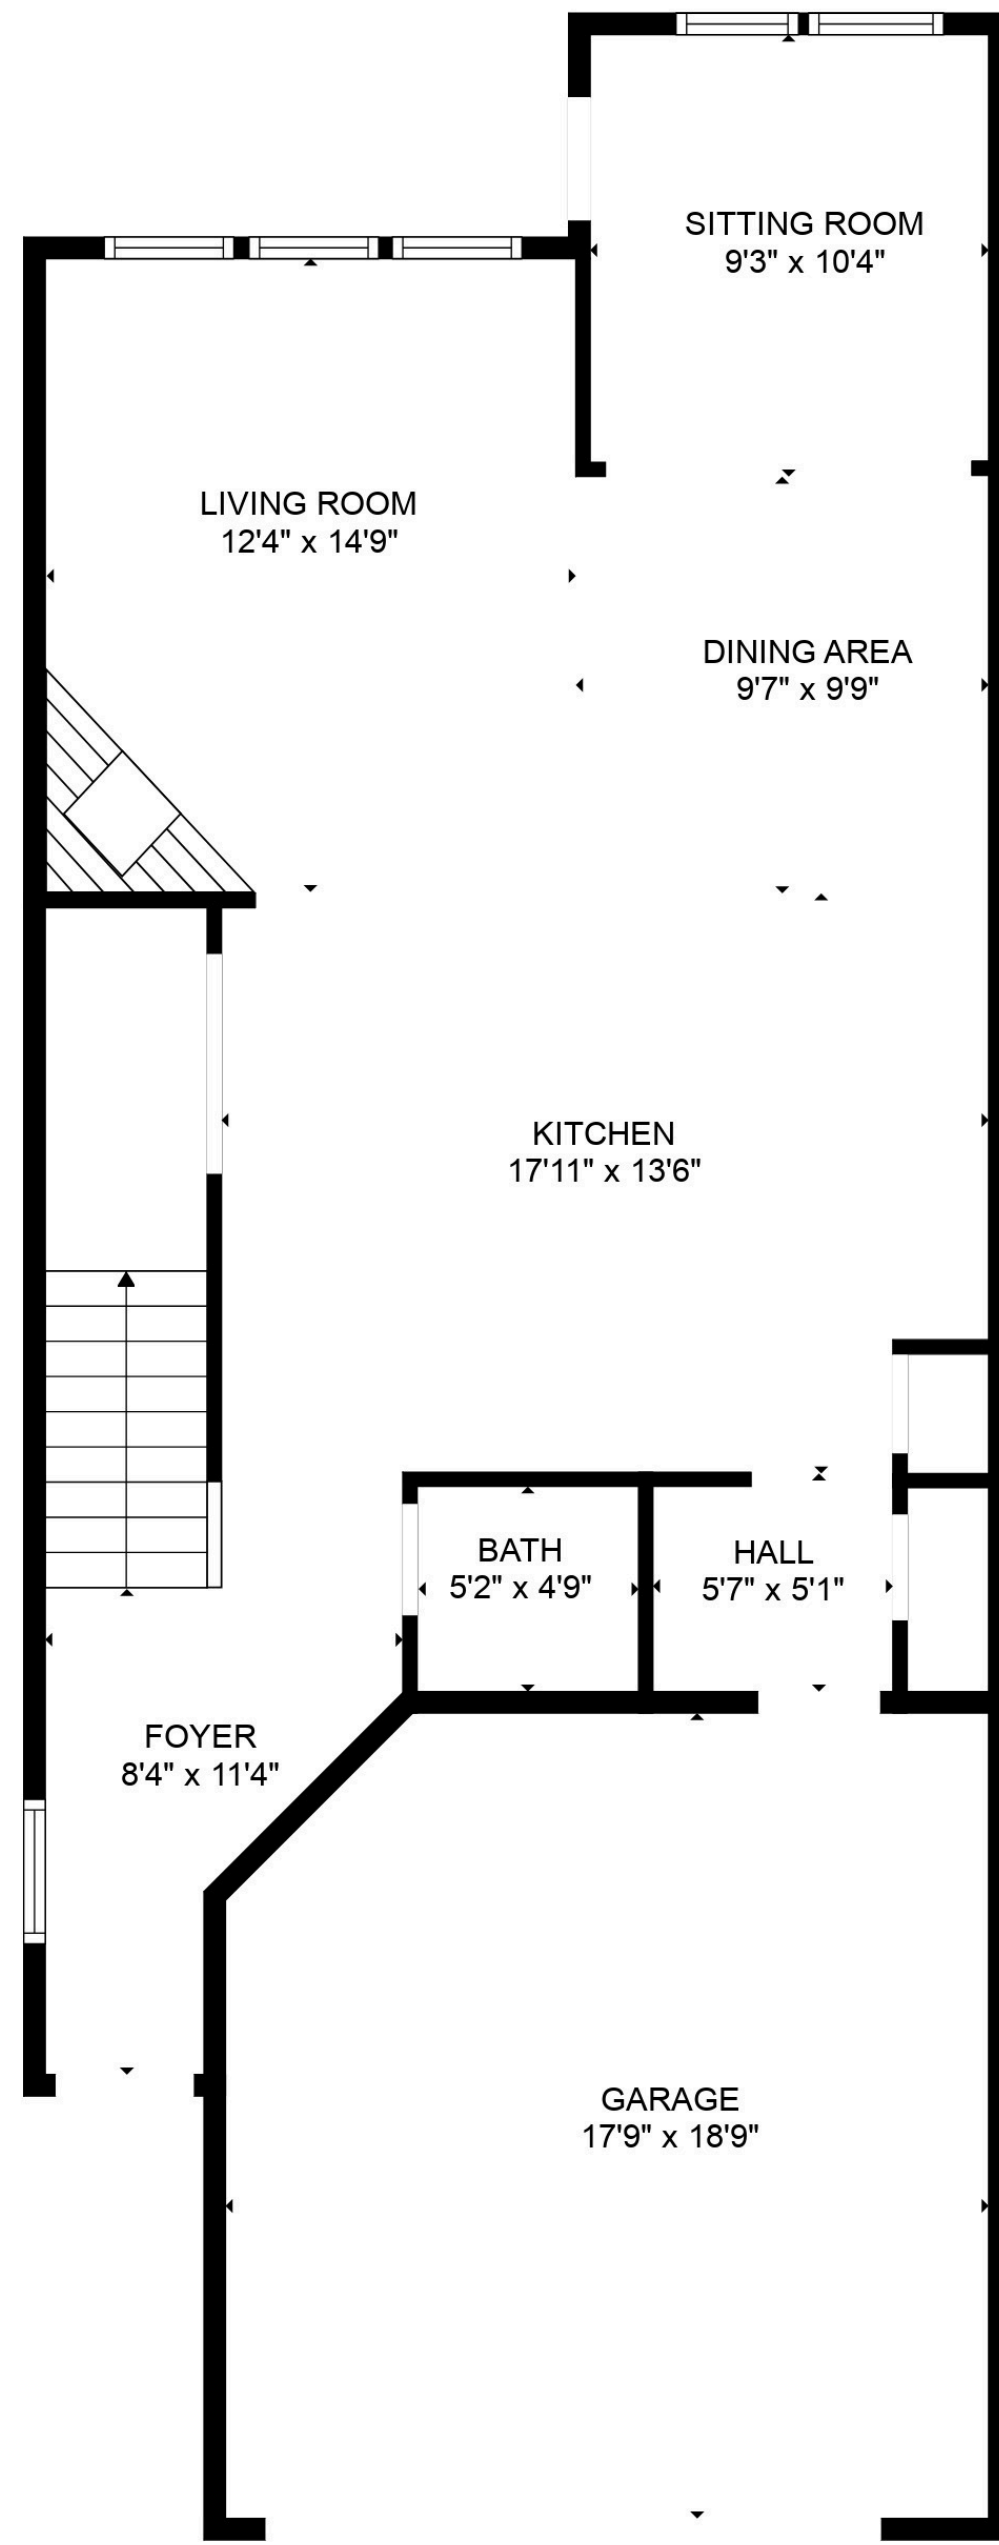 SITTING ROOM
9'3" x 10'4"
LIVING ROOM
12'4" x 14'9"
DINING AREA
9'7" x 9'9"
KITCHEN
17'11" x 13'6"
BATH
5'2" x 4'9"
HALL
5'7" x 5'1"
FOYER
8'4" x 11'4"
GARAGE
17'9" x 18'9"